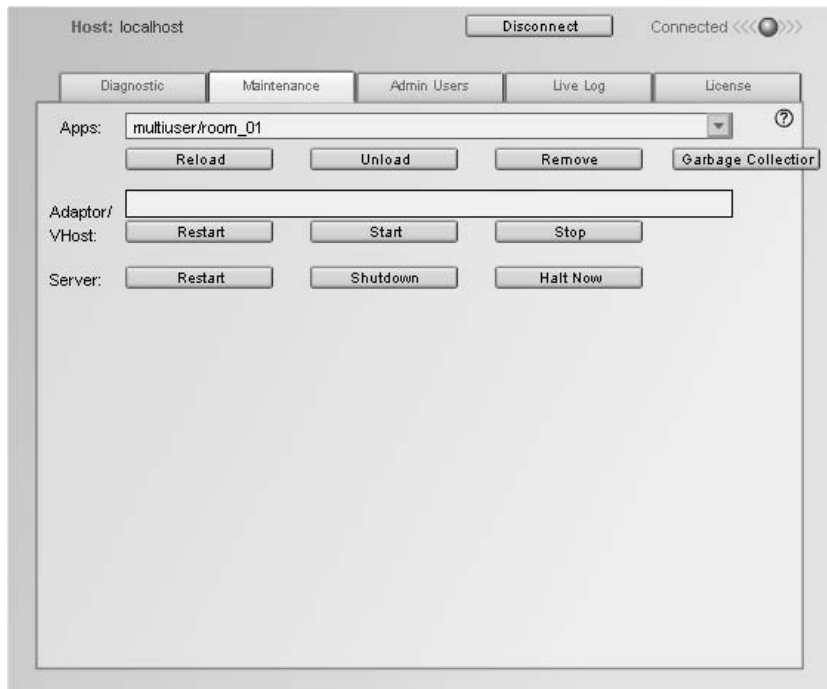 Host: localhost Disconnect Connected <<< >>>
Diagnostic Maintenance Admin Users Live Log License
Apps: multiuser/room_01 ?
Reload Unload Remove Garbage Collection
Adaptor/
VHost: Restart Start Stop
Server: Restart Shutdown Halt Now